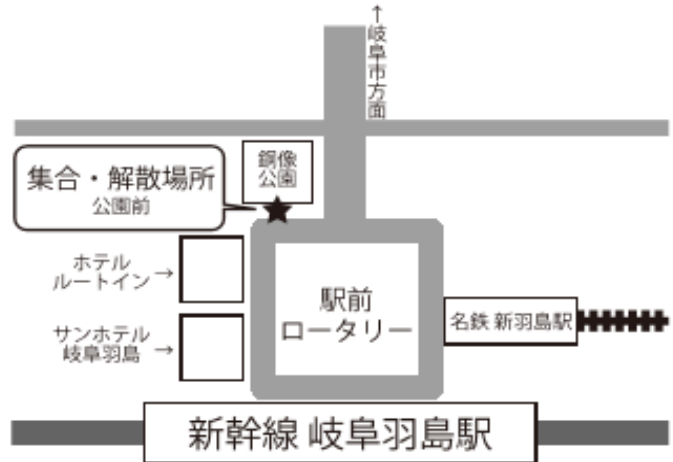 ↑岐阜市方面
銅像
公園
集合・解散場所
公園前
ホテル
ルートイン→
サンホテル
岐阜羽島→
駅前
ロータリー
名鉄 新羽島駅
新幹線 岐阜羽島駅